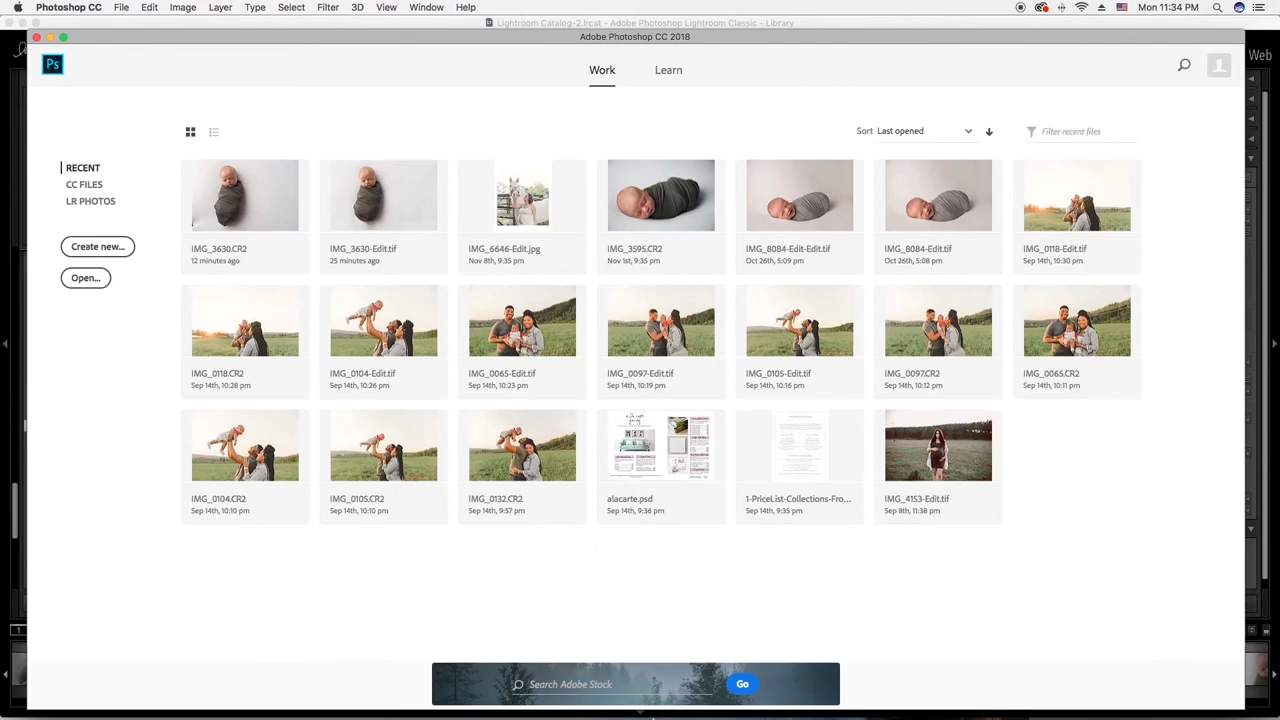 Photoshop CC File Edit Image Layer Type Select Filter 3D View Window Help Mon 11:34 PM
Lightroom Catalog-2.lrcat - Adobe Photoshop Lightroom Classic - Library
Adobe Photoshop CC 2018
Ps
Work Learn
Web
Sort Last opened Filter recent files
RECENT
CC FILES
LR PHOTOS
Create new...
Open...
IMG_3630.CR2 IMG_3630-Edit.tif IMG_6646-Edit.jpg IMG_3595.CR2 IMG_8084-Edit-Edit.tif IMG_8084-Edit.tif IMG_0118-Edit.tif
12 minutes ago 25 minutes ago Nov 8th, 9:35 pm Nov 1st, 9:35 pm Oct 26th, 5:09 pm Oct 26th, 5:08 pm Sep 14th, 10:30 pm
IMG_0118.CR2 IMG_0104-Edit.tif IMG_0065-Edit.tif IMG_0097-Edit.tif IMG_0105-Edit.tif IMG_0097.CR2 IMG_0065.CR2
Sep 14th, 10:28 pm Sep 14th, 10:26 pm Sep 14th, 10:23 pm Sep 14th, 10:19 pm Sep 14th, 10:16 pm Sep 14th, 10:12 pm Sep 14th, 10:11 pm
IMG_0104.CR2 IMG_0105.CR2 IMG_0132.CR2 alacarte.psd 1-PriceList-Collections-Fro... IMG_4153-Edit.tif
Sep 14th, 10:10 pm Sep 14th, 10:10 pm Sep 14th, 9:57 pm Sep 14th, 9:36 pm Sep 14th, 9:35 pm Sep 8th, 11:38 pm
1
Search Adobe Stock Go